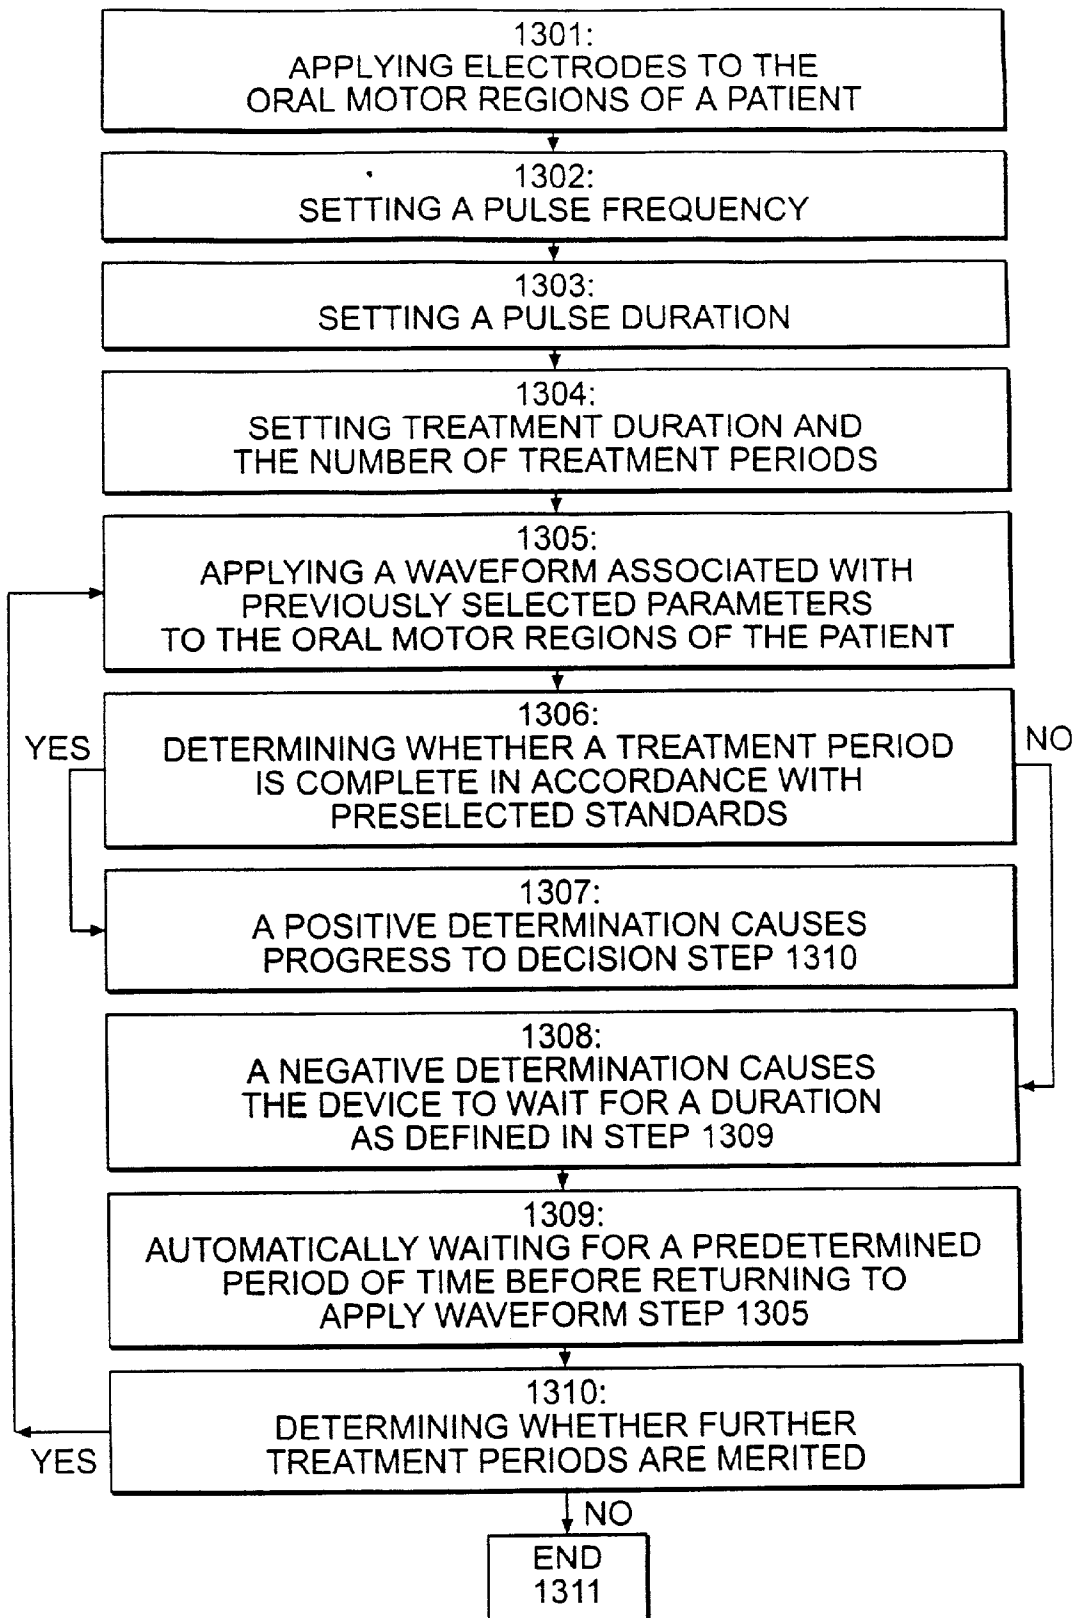 1301:
APPLYING ELECTRODES TO THE
ORAL MOTOR REGIONS OF A PATIENT
1302:
SETTING A PULSE FREQUENCY
1303:
SETTING A PULSE DURATION
1304:
SETTING TREATMENT DURATION AND
THE NUMBER OF TREATMENT PERIODS
1305:
APPLYING A WAVEFORM ASSOCIATED WITH
PREVIOUSLY SELECTED PARAMETERS
TO THE ORAL MOTOR REGIONS OF THE PATIENT
1306:
DETERMINING WHETHER A TREATMENT PERIOD
IS COMPLETE IN ACCORDANCE WITH
PRESELECTED STANDARDS
YES
NO
1307:
A POSITIVE DETERMINATION CAUSES
PROGRESS TO DECISION STEP 1310
1308:
A NEGATIVE DETERMINATION CAUSES
THE DEVICE TO WAIT FOR A DURATION
AS DEFINED IN STEP 1309
1309:
AUTOMATICALLY WAITING FOR A PREDETERMINED
PERIOD OF TIME BEFORE RETURNING TO
APPLY WAVEFORM STEP 1305
1310:
DETERMINING WHETHER FURTHER
TREATMENT PERIODS ARE MERITED
YES
NO
END
1311